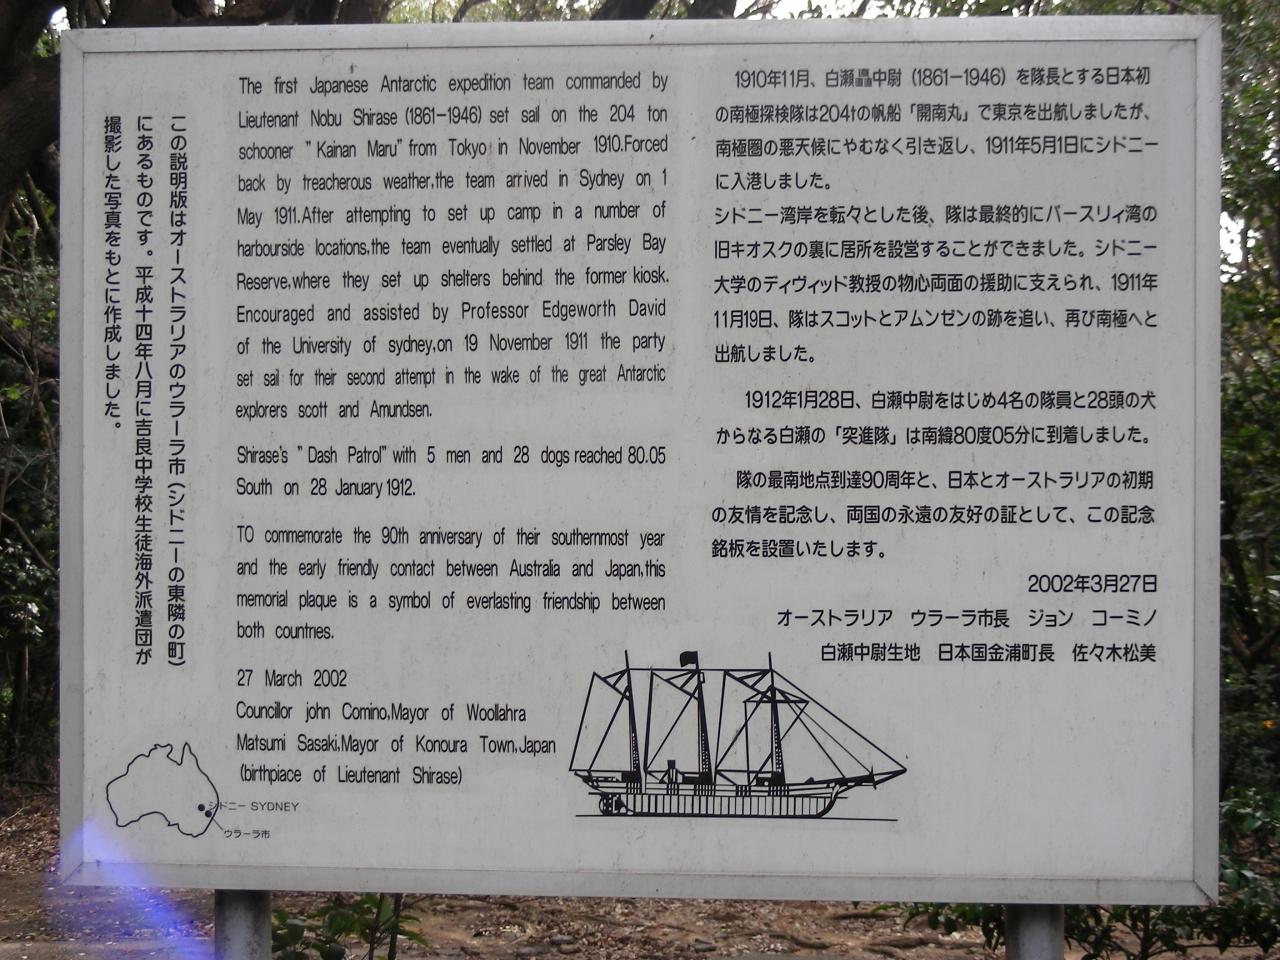 The first Japanese Antarctic expedition team commanded by
Lieutenant Nobu Shirase (1861-1946) set sail on the 204 ton
schooner "Kainan Maru" from Tokyo in November 1910.Forced
back by treacherous weather,the team arrived in Sydney on 1
May 1911.After attempting to set up camp in a number of
harbourside locations,the team eventually settled at Parsley Bay
Reserve,where they set up shelters behind the former kiosk.
Encouraged and assisted by Professor Edgeworth David
of the University of sydney,on 19 November 1911 the party
set sail for their second attempt in the wake of the great Antarctic
explorers scott and Amundsen.
Shirase's "Dash Patrol" with 5 men and 28 dogs reached 80.05
South on 28 January 1912.
TO commemorate the 90th anniversary of their southernmost year
and the early friendly contact between Australia and Japan,this
memorial plaque is a symbol of everlasting friendship between
both countries.
27 March 2002
Councillor john Comino,Mayor of Woollahra
Matsumi Sasaki,Mayor of Konoura Town,Japan
(birthpiace of Lieutenant Shirase)
1910年11月、白瀬矗中尉（1861－1946）を隊長とする日本初
の南極探検隊は204tの帆船「開南丸」で東京を出航しましたが、
南極圏の悪天候にやむなく引き返し、1911年5月1日にシドニー
に入港しました。
シドニー湾岸を転々とした後、隊は最終的にパースリィ湾の
旧キオスクの裏に居所を設営することができました。シドニー
大学のディヴィッド教授の物心両面の援助に支えられ、1911年
11月19日、隊はスコットとアムンゼンの跡を追い、再び南極へと
出航しました。
1912年1月28日、白瀬中尉をはじめ4名の隊員と28頭の犬
からなる白瀬の「突進隊」は南緯80度05分に到着しました。
隊の最南地点到達90周年と、日本とオーストラリアの初期
の友情を記念し、両国の永遠の友好の証として、この記念
銘板を設置いたします。
2002年3月27日
オーストラリア　ウラーラ市長　ジョン　コーミノ
白瀬中尉生地　日本国金浦町長　佐々木松美
この説明版はオーストラリアのウラーラ市（シドニーの東隣の町）
にあるものです。平成十四年八月に吉良中学校生徒海外派遣団が
撮影した写真をもとに作成しました。
シドニー SYDNEY
ウラーラ市